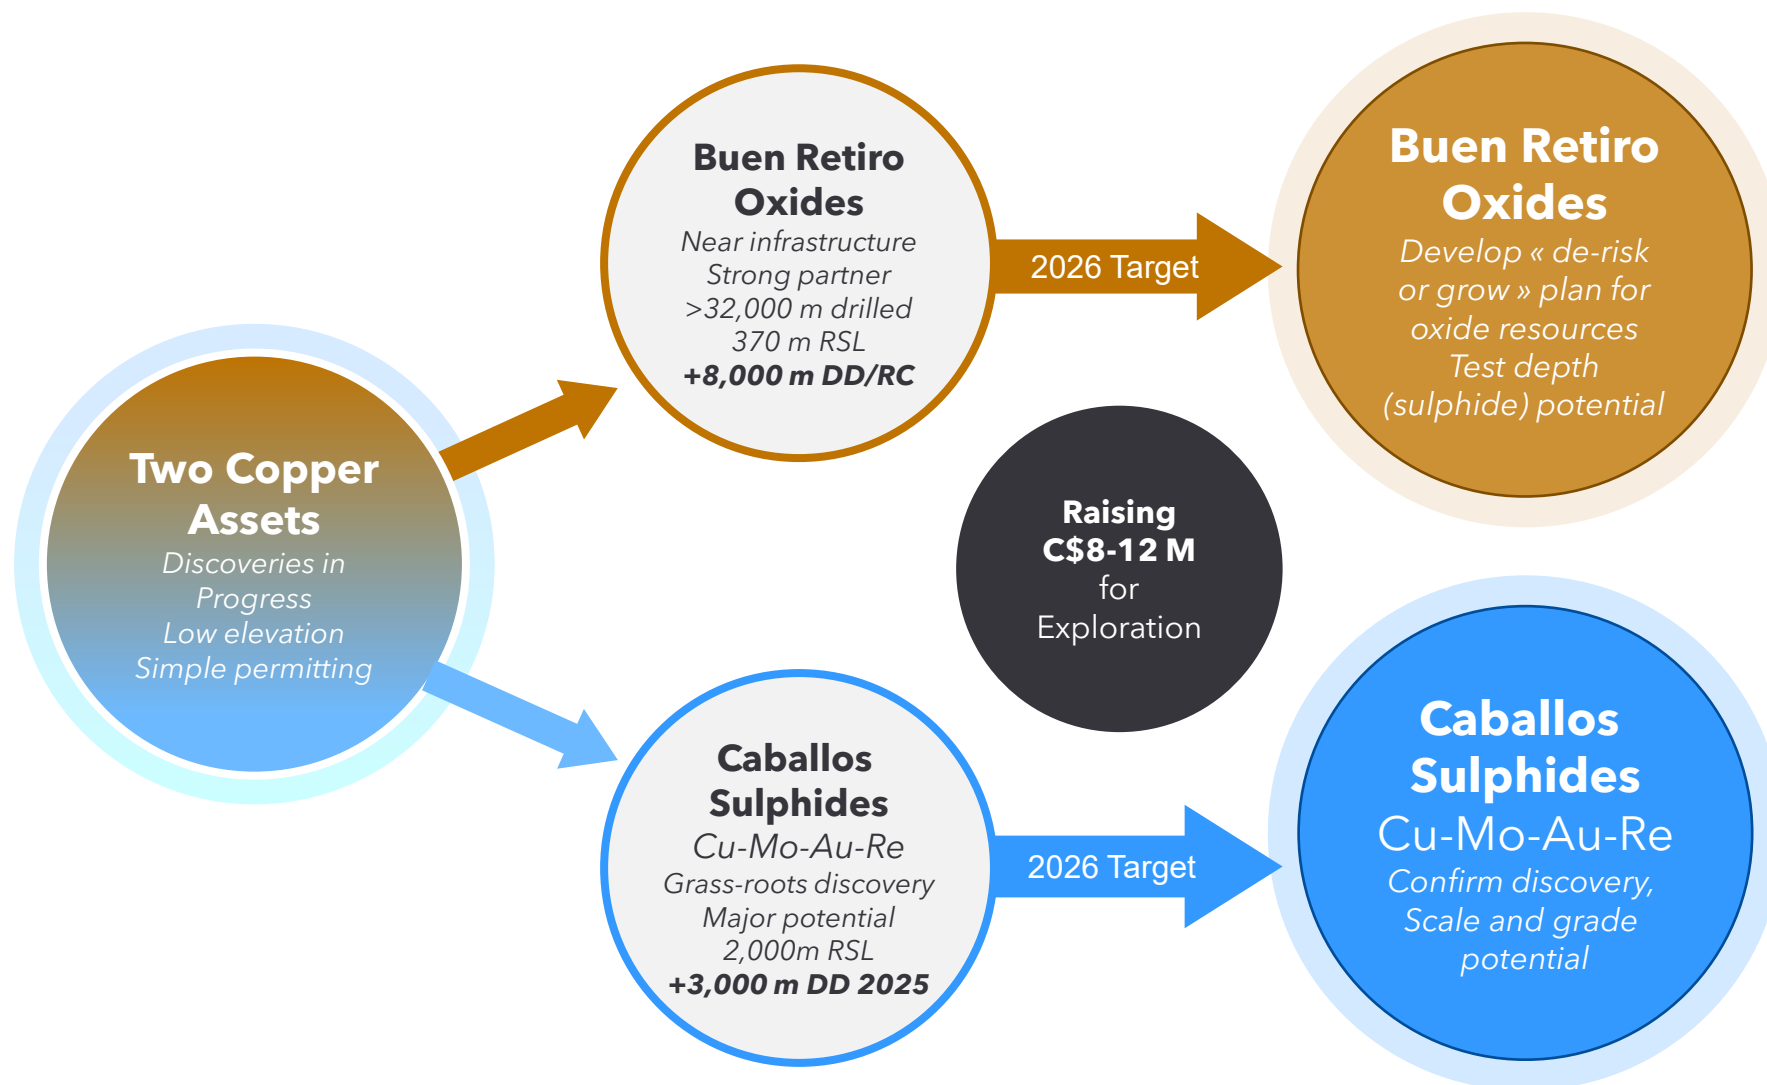 Two Copper
Assets
Discoveries in
Progress
Low elevation
Simple permitting
Buen Retiro
Oxides
Near infrastructure
Strong partner
>32,000 m drilled
370 m RSL
+8,000 m DD/RC
2026 Target
Buen Retiro
Oxides
Develop « de-risk
or grow » plan for
oxide resources
Test depth
(sulphide) potential
Raising
C$8-12 M
for
Exploration
Caballos
Sulphides
Cu-Mo-Au-Re
Grass-roots discovery
Major potential
2,000m RSL
+3,000 m DD 2025
2026 Target
Caballos
Sulphides
Cu-Mo-Au-Re
Confirm discovery,
Scale and grade
potential